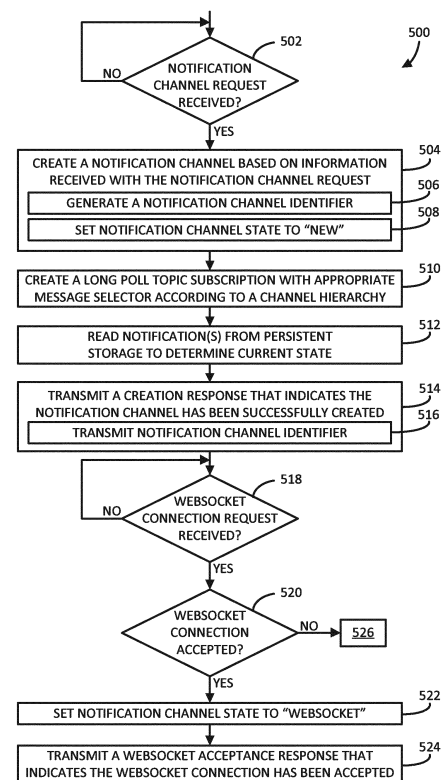 500
502
NOTIFICATION
CHANNEL REQUEST
RECEIVED?
NO
YES
504
CREATE A NOTIFICATION CHANNEL BASED ON INFORMATION
RECEIVED WITH THE NOTIFICATION CHANNEL REQUEST
506
GENERATE A NOTIFICATION CHANNEL IDENTIFIER
508
SET NOTIFICATION CHANNEL STATE TO “NEW”
510
CREATE A LONG POLL TOPIC SUBSCRIPTION WITH APPROPRIATE
MESSAGE SELECTOR ACCORDING TO A CHANNEL HIERARCHY
512
READ NOTIFICATION(S) FROM PERSISTENT
STORAGE TO DETERMINE CURRENT STATE
514
TRANSMIT A CREATION RESPONSE THAT INDICATES THE
NOTIFICATION CHANNEL HAS BEEN SUCCESSFULLY CREATED
516
TRANSMIT NOTIFICATION CHANNEL IDENTIFIER
518
WEBSOCKET
CONNECTION REQUEST
RECEIVED?
NO
YES
520
WEBSOCKET
CONNECTION
ACCEPTED?
NO
526
YES
522
SET NOTIFICATION CHANNEL STATE TO “WEBSOCKET”
524
TRANSMIT A WEBSOCKET ACCEPTANCE RESPONSE THAT
INDICATES THE WEBSOCKET CONNECTION HAS BEEN ACCEPTED